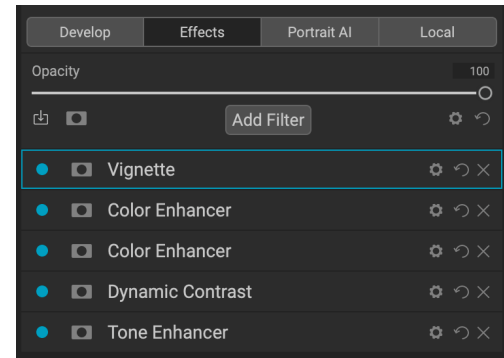 Develop Effects Portrait AI Local
Opacity 100
Add Filter
Vignette
Color Enhancer
Color Enhancer
Dynamic Contrast
Tone Enhancer